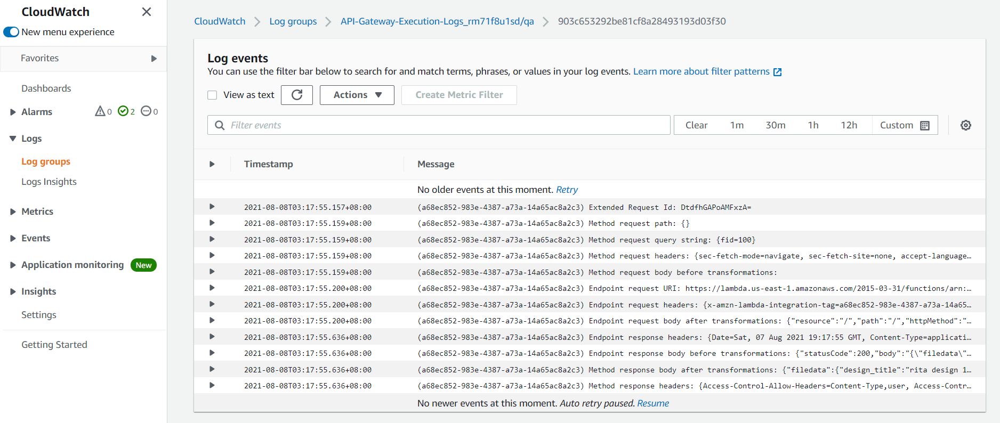 CloudWatch
New menu experience
Favorites
Dashboards
Alarms 0 2 0
Logs
Log groups
Logs Insights
Metrics
Events
Application monitoring New
Insights
Settings
Getting Started
CloudWatch Log groups API-Gateway-Execution-Logs_rm71f8u1sd/qa 903c653292be81cf8a28493193d03f30
Log events
You can use the filter bar below to search for and match terms, phrases, or values in your log events. Learn more about filter patterns
View as text Actions Create Metric Filter
Filter events Clear 1m 30m 1h 12h Custom
Timestamp Message
No older events at this moment. Retry
2021-08-08T03:17:55.157+08:00 (a68ec852-983e-4387-a73a-14a65ac8a2c3) Extended Request Id: DtdfhGAPoAMFxzA=
2021-08-08T03:17:55.159+08:00 (a68ec852-983e-4387-a73a-14a65ac8a2c3) Method request path: {}
2021-08-08T03:17:55.159+08:00 (a68ec852-983e-4387-a73a-14a65ac8a2c3) Method request query string: {fid=100}
2021-08-08T03:17:55.159+08:00 (a68ec852-983e-4387-a73a-14a65ac8a2c3) Method request headers: {sec-fetch-mode=navigate, sec-fetch-site=none, accept-language…
2021-08-08T03:17:55.159+08:00 (a68ec852-983e-4387-a73a-14a65ac8a2c3) Method request body before transformations:
2021-08-08T03:17:55.200+08:00 (a68ec852-983e-4387-a73a-14a65ac8a2c3) Endpoint request URI: https://lambda.us-east-1.amazonaws.com/2015-03-31/functions/arn:…
2021-08-08T03:17:55.200+08:00 (a68ec852-983e-4387-a73a-14a65ac8a2c3) Endpoint request headers: {x-amzn-lambda-integration-tag=a68ec852-983e-4387-a73a-14a65…
2021-08-08T03:17:55.200+08:00 (a68ec852-983e-4387-a73a-14a65ac8a2c3) Endpoint request body after transformations: {"resource":"/","path":"/","httpMethod":"…
2021-08-08T03:17:55.636+08:00 (a68ec852-983e-4387-a73a-14a65ac8a2c3) Endpoint response headers: {Date=Sat, 07 Aug 2021 19:17:55 GMT, Content-Type=applicati…
2021-08-08T03:17:55.636+08:00 (a68ec852-983e-4387-a73a-14a65ac8a2c3) Endpoint response body before transformations: {"statusCode":200,"body":"{\"filedata\"…
2021-08-08T03:17:55.636+08:00 (a68ec852-983e-4387-a73a-14a65ac8a2c3) Method response body after transformations: {"filedata":{"design_title":"rita design 1…
2021-08-08T03:17:55.636+08:00 (a68ec852-983e-4387-a73a-14a65ac8a2c3) Method response headers: {Access-Control-Allow-Headers=Content-Type,user, Access-Contr…
No newer events at this moment. Auto retry paused. Resume